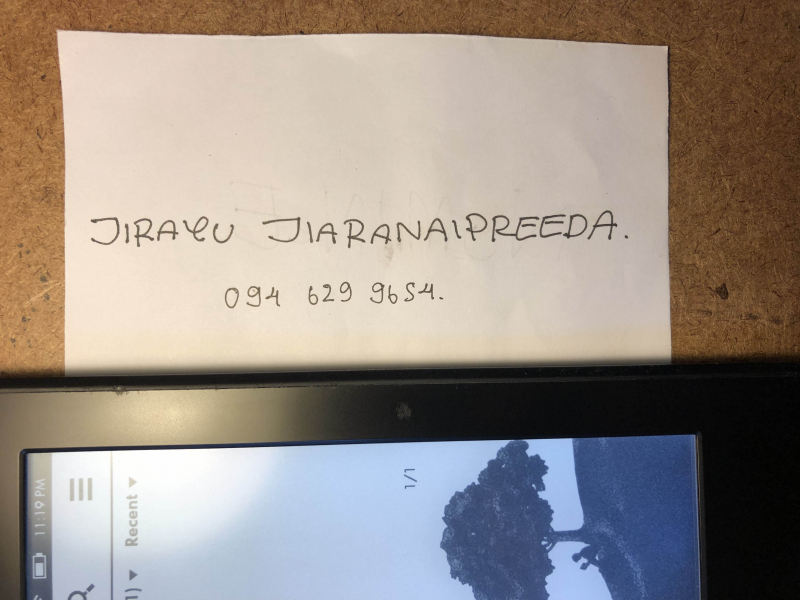 JIRAYU JIARANAIPREEDA.
094 629 9654.
11:19 PM
Recent
1/1